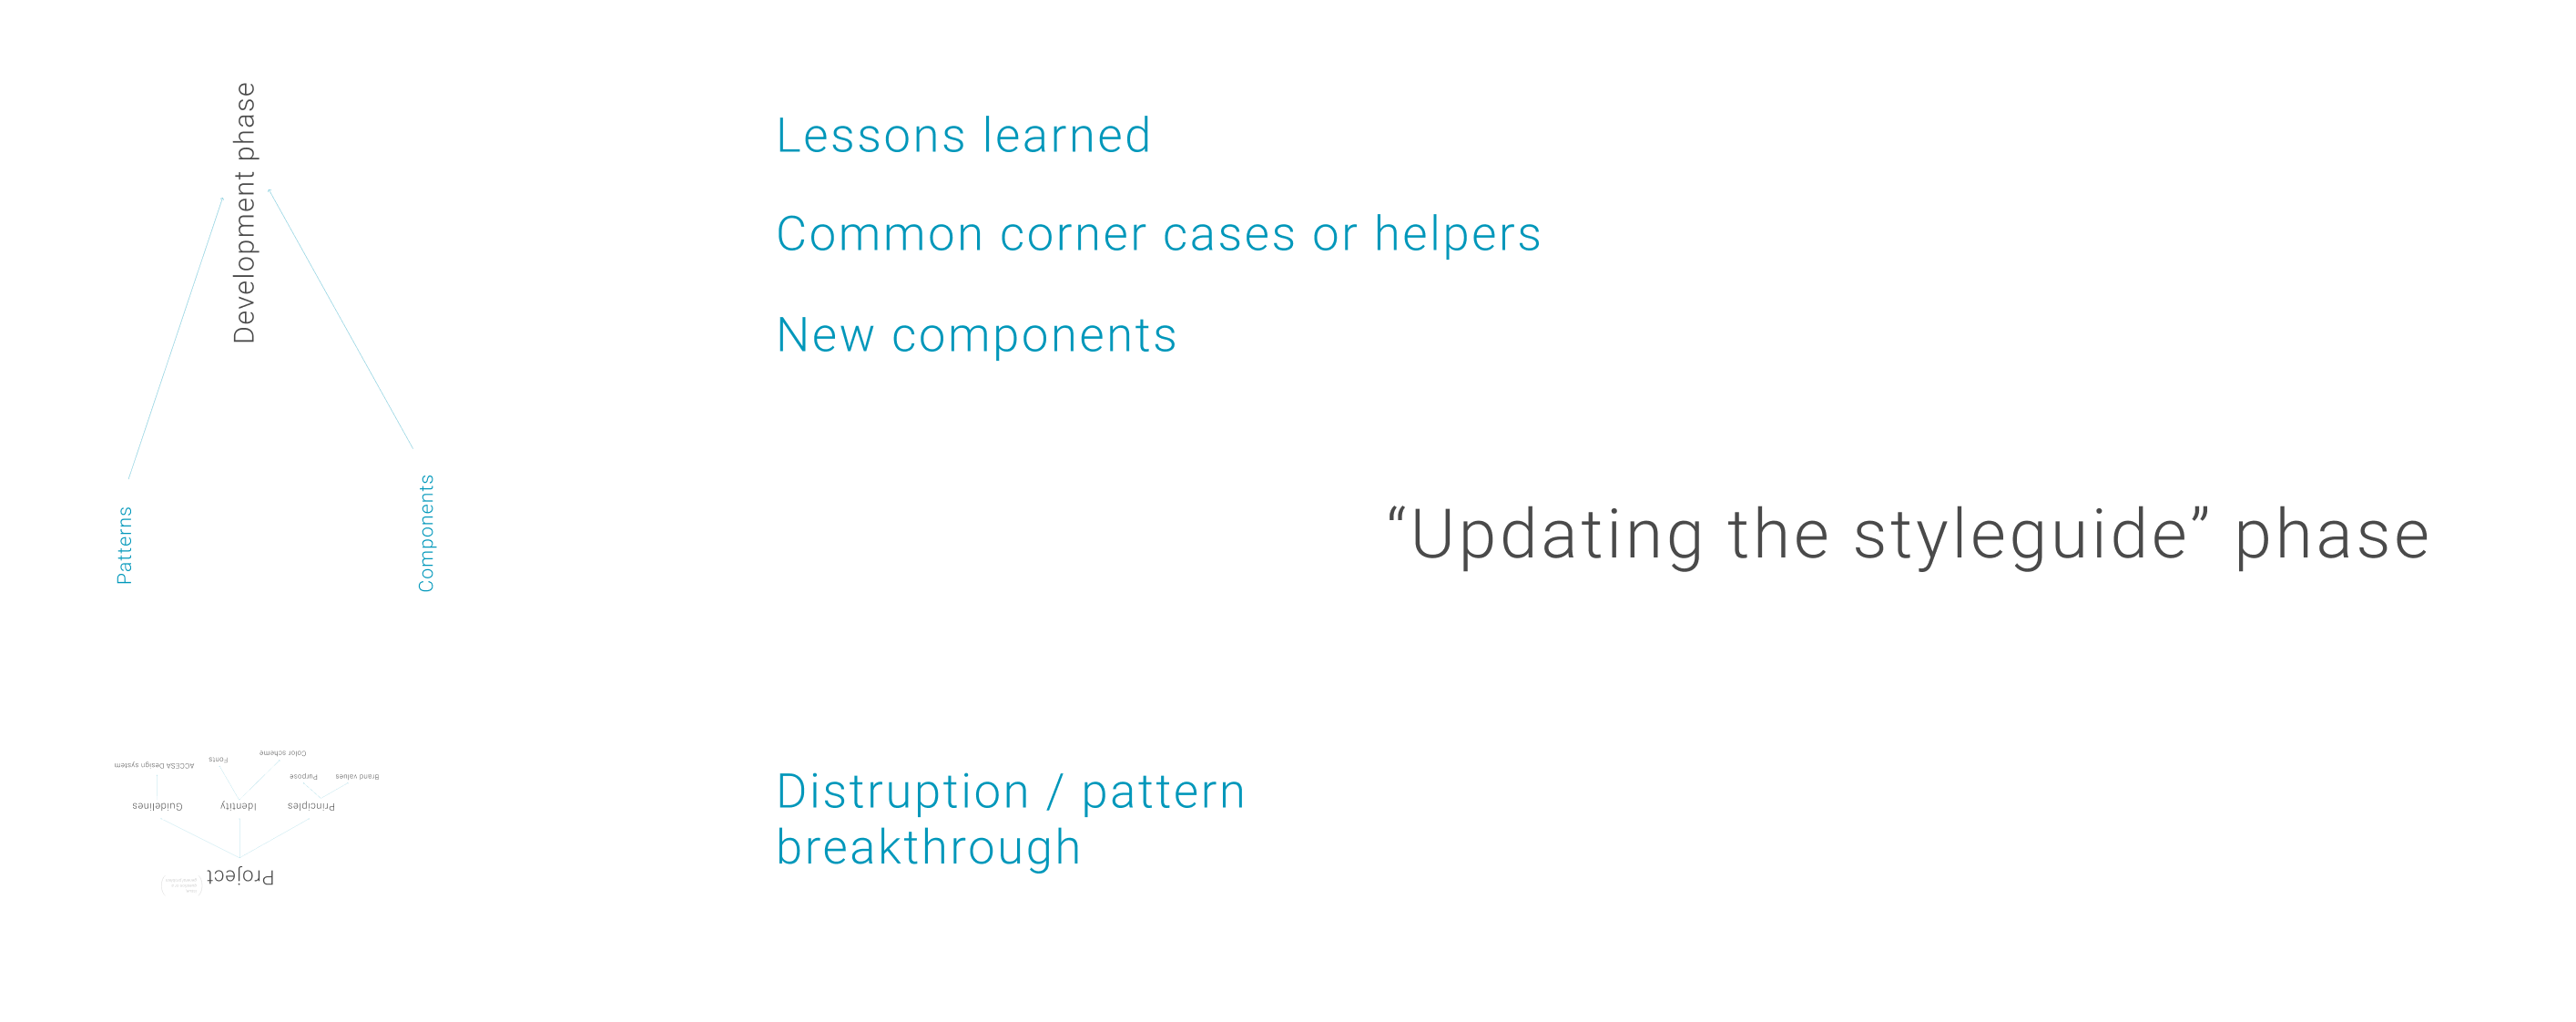 Development phase
Patterns
Components
Lessons learned
Common corner cases or helpers
New components
“Updating the styleguide” phase
Distruption / pattern
breakthrough
Project
Principles
Identity
Guidelines
Brand values
Purpose
Color scheme
Fonts
ACCESA Design system